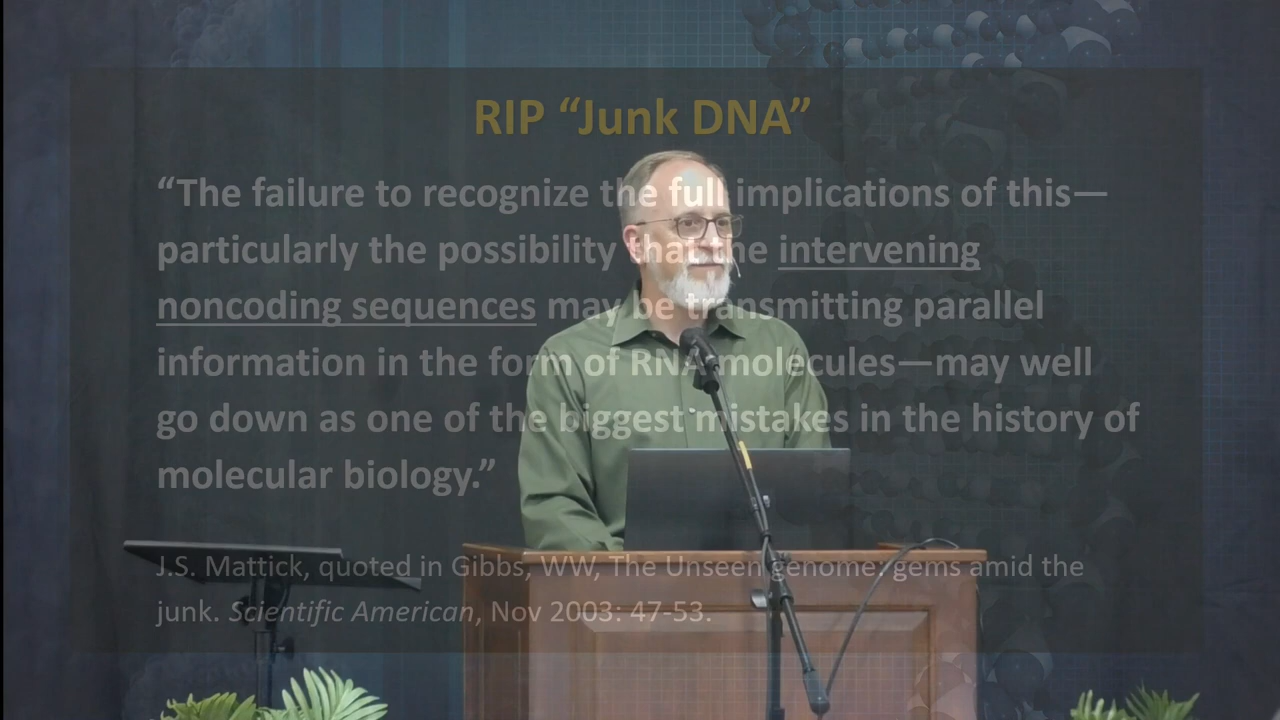 RIP “Junk DNA”
“The failure to recognize the full implications of this—
particularly the possibility that the intervening
noncoding sequences may be transmitting parallel
information in the form of RNA molecules—may well
go down as one of the biggest mistakes in the history of
molecular biology.”
J.S. Mattick, quoted in Gibbs, WW, The Unseen genome gems amid the
junk. Scientific American, Nov 2003: 47-53.